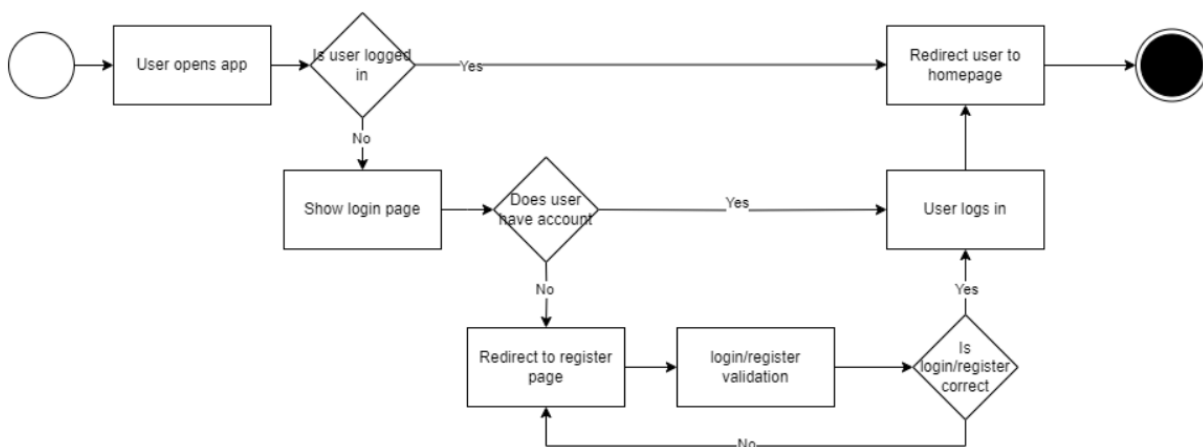 User opens app
Is user logged
in
Yes
Redirect user to
homepage
No
Show login page
Does user
have account
Yes
User logs in
No
Yes
Redirect to register
page
login/register
validation
Is
login/register
correct
No